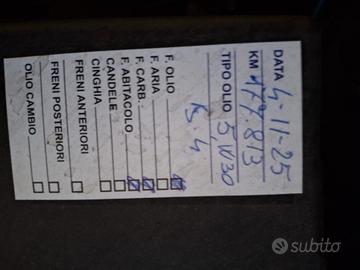 DATA 4-11-25
KM 177.813
TIPO OLIO 5W30
F. OLIO
F. ARIA
F. CARB.
F. ABITACOLO
CANDELE
CINGHIA
FRENI ANTERIORI
FRENI POSTERIORI
OLIO CAMBIO
subito